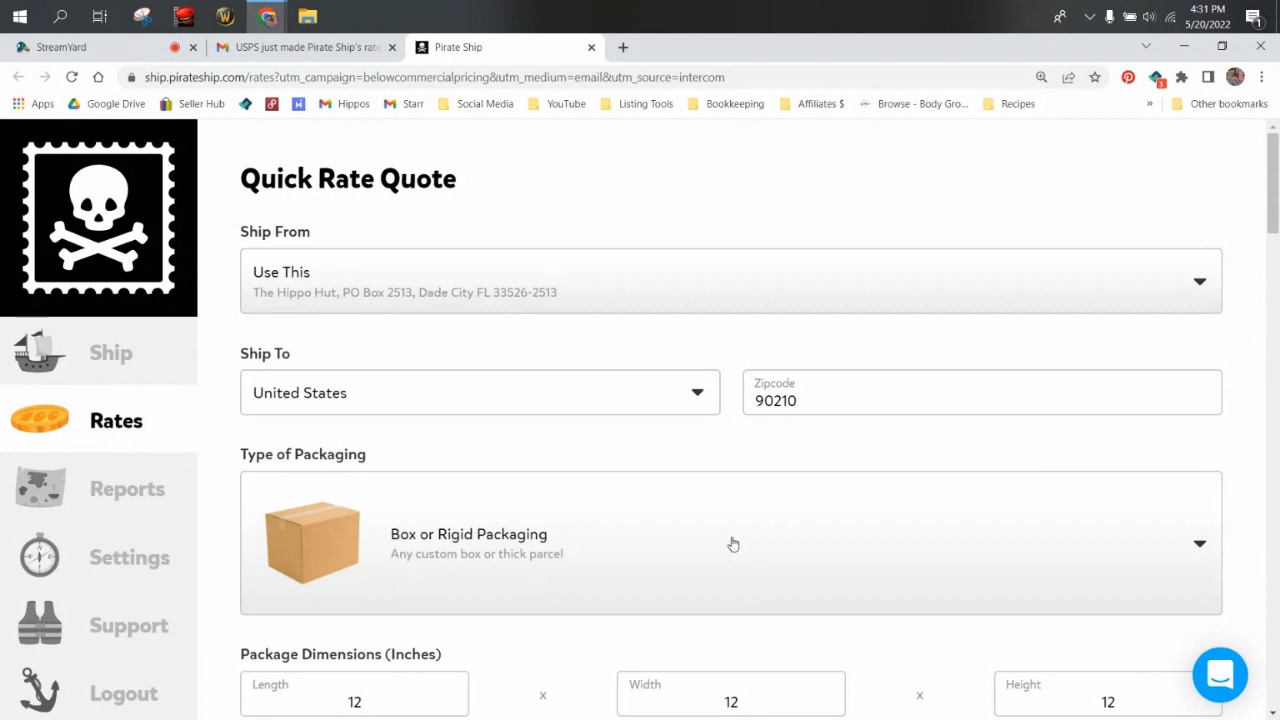 4:31 PM
5/20/2022
1
StreamYard
USPS just made Pirate Ship's rate
Pirate Ship
ship.pirateship.com/rates?utm_campaign=belowcommercialpricing&utm_medium=email&utm_source=intercom
3
Apps
Google Drive
Seller Hub
Hippos
Starr
Social Media
YouTube
Listing Tools
Bookkeeping
Affiliates $
Browse - Body Gro...
Recipes
»
Other bookmarks
Quick Rate Quote
Ship From
Use This
The Hippo Hut, PO Box 2513, Dade City FL 33526-2513
Ship
Ship To
United States
Zipcode
90210
Rates
Type of Packaging
Reports
Box or Rigid Packaging
Any custom box or thick parcel
Settings
Support
Package Dimensions (Inches)
Logout
Length
12
x
Width
12
x
Height
12